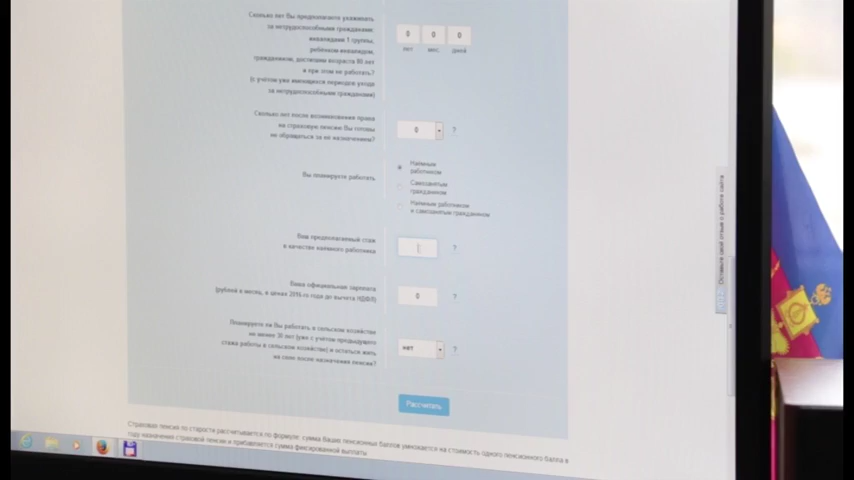 Сколько лет Вы предполагаете ухаживать
за нетрудоспособными гражданами:
инвалидами 1 группы,
ребёнком-инвалидом,
гражданином, достигшим возраста 80 лет
и при этом не работать?
(с учётом уже имеющихся периодов ухода
за нетрудоспособными гражданами)
0 0 0
лет мес. дней
Сколько лет после возникновения права
на страховую пенсию Вы готовы
не обращаться за ее назначением?
0 ?
Вы планируете работать
Наёмным
работником
Самозанятым
гражданином
Наёмным работником
и самозанятым гражданином
Ваш предполагаемый стаж
в качестве наемного работника
?
Ваша официальная зарплата
(рублей в месяц, в ценах 2016-го года до вычета НДФЛ)
0 ?
Планируете ли Вы работать в сельском хозяйстве
не менее 30 лет (уже с учётом предыдущего
стажа работы в сельском хозяйстве) и остаться жить
на селе после назначения пенсии?
нет ?
Рассчитать
Страховая пенсия по старости рассчитывается по формуле: сумма Ваших пенсионных баллов умножается на стоимость одного пенсионного балла в
году назначения страховой пенсии и прибавляется сумма фиксированной выплаты
Оставьте свой отзыв о работе сайта